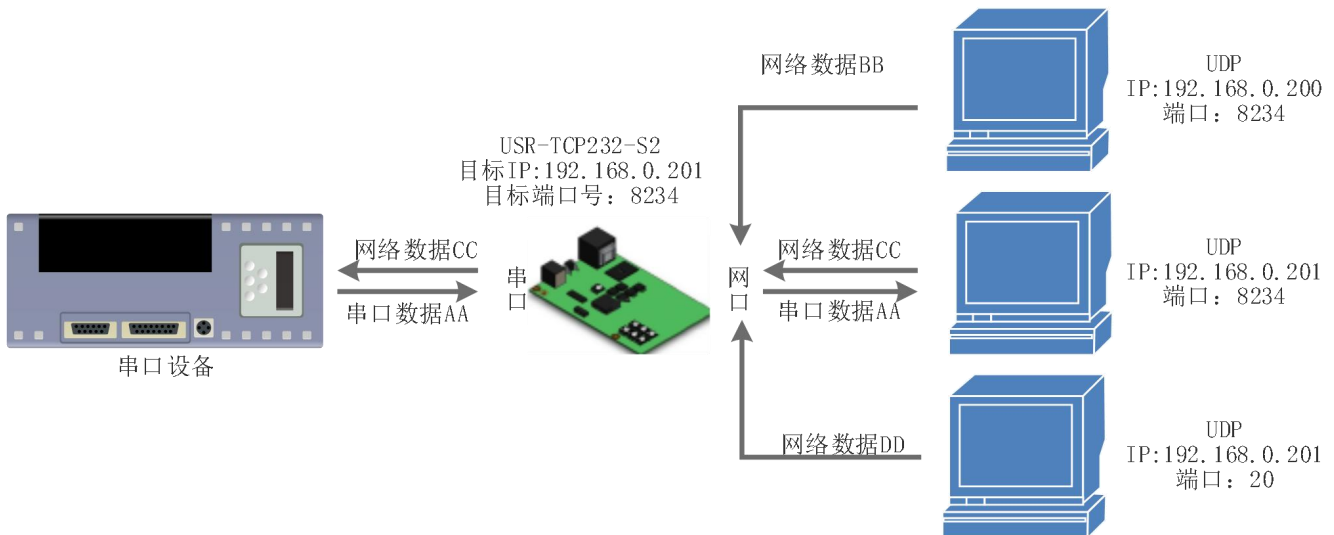 网络数据BB
UDP
IP:192.168.0.200
端口：8234
USR-TCP232-S2
目标IP:192.168.0.201
目标端口号：8234
网络数据CC
串口数据AA
串口
网口
网络数据CC
串口数据AA
UDP
IP:192.168.0.201
端口：8234
串口设备
网络数据DD
UDP
IP:192.168.0.201
端口：20